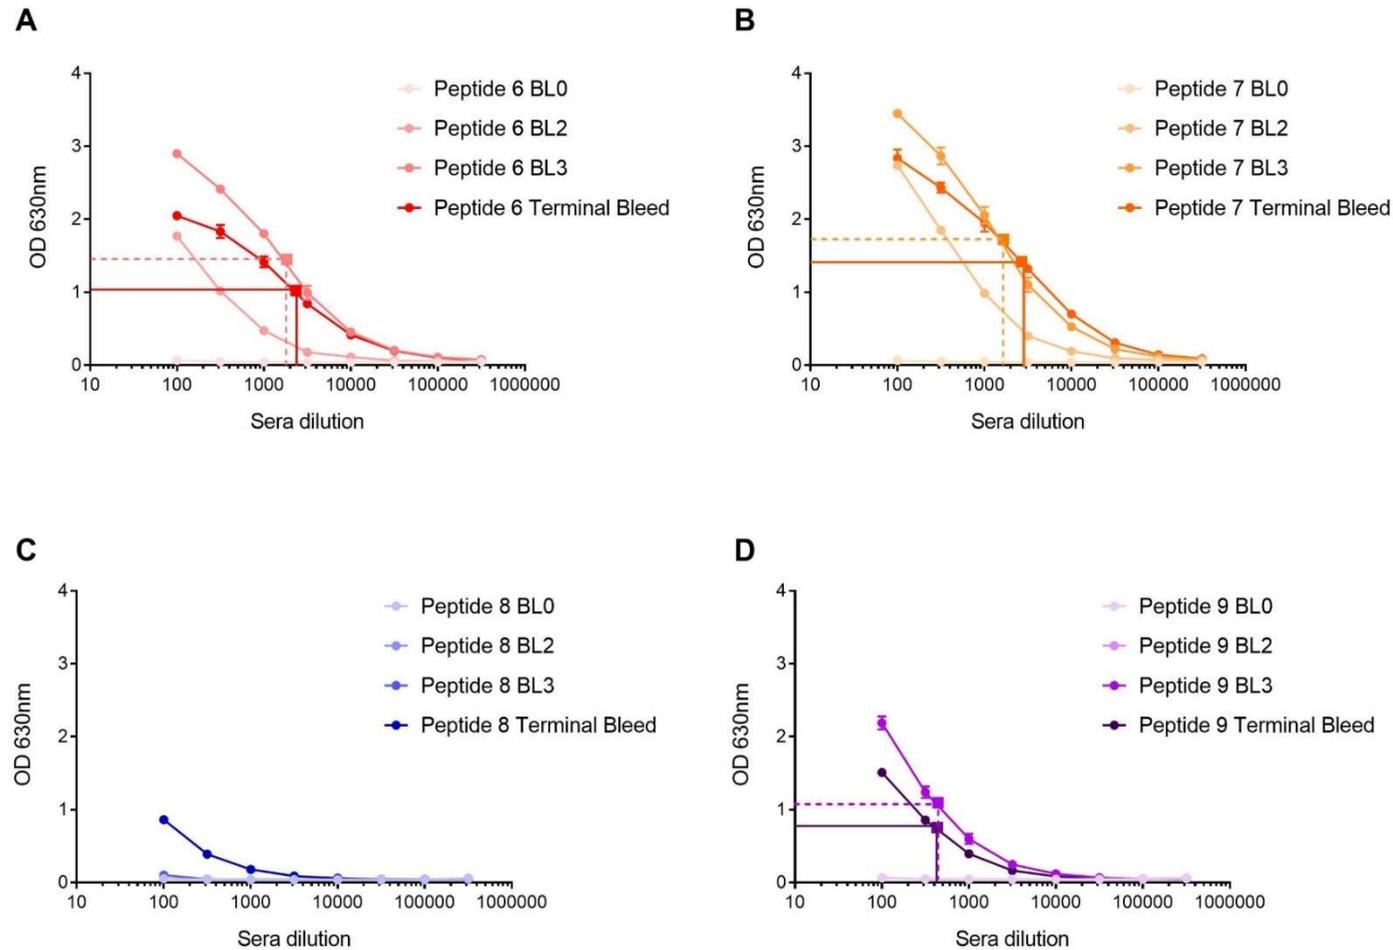 A
4
3
2
1
0
OD 630nm
10 100 1000 10000 100000 1000000
Sera dilution
Peptide 6 BL0
Peptide 6 BL2
Peptide 6 BL3
Peptide 6 Terminal Bleed
B
4
3
2
1
0
OD 630nm
10 100 1000 10000 100000 1000000
Sera dilution
Peptide 7 BL0
Peptide 7 BL2
Peptide 7 BL3
Peptide 7 Terminal Bleed
C
4
3
2
1
0
OD 630nm
10 100 1000 10000 100000 1000000
Sera dilution
Peptide 8 BL0
Peptide 8 BL2
Peptide 8 BL3
Peptide 8 Terminal Bleed
D
4
3
2
1
0
OD 630nm
10 100 1000 10000 100000 1000000
Sera dilution
Peptide 9 BL0
Peptide 9 BL2
Peptide 9 BL3
Peptide 9 Terminal Bleed